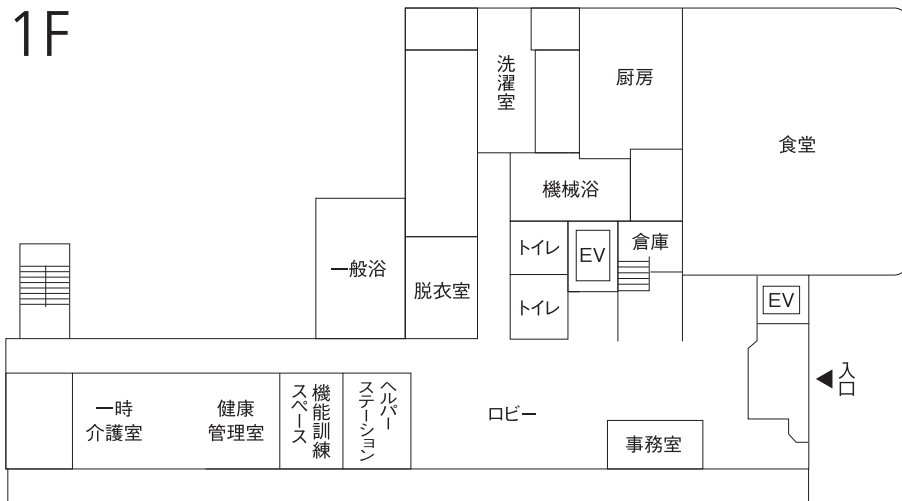 1F
洗濯室
厨房
食堂
機械浴
トイレ
EV
倉庫
一般浴
脱衣室
トイレ
EV
入口
一時
介護室
健康
管理室
機能訓練
スペース
ヘルパー
ステーション
ロビー
事務室